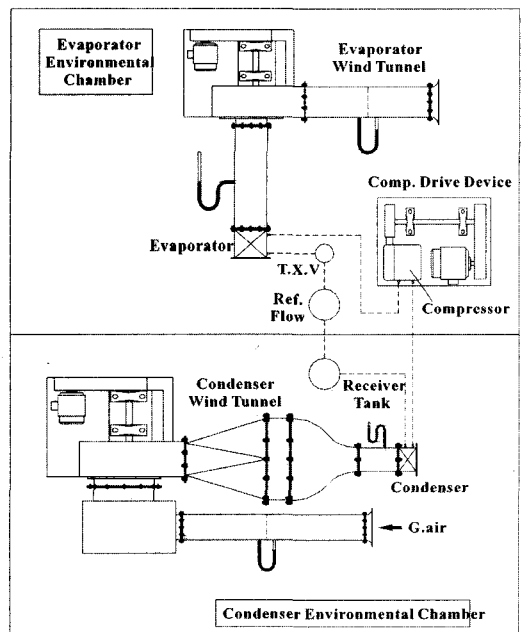 Evaporator
Environmental
Chamber
Evaporator
Wind Tunnel
Comp. Drive Device
Evaporator
T.X.V
Ref.
Flow
Compressor
Condenser
Wind Tunnel
Receiver
Tank
Condenser
G.air
Condenser Environmental Chamber